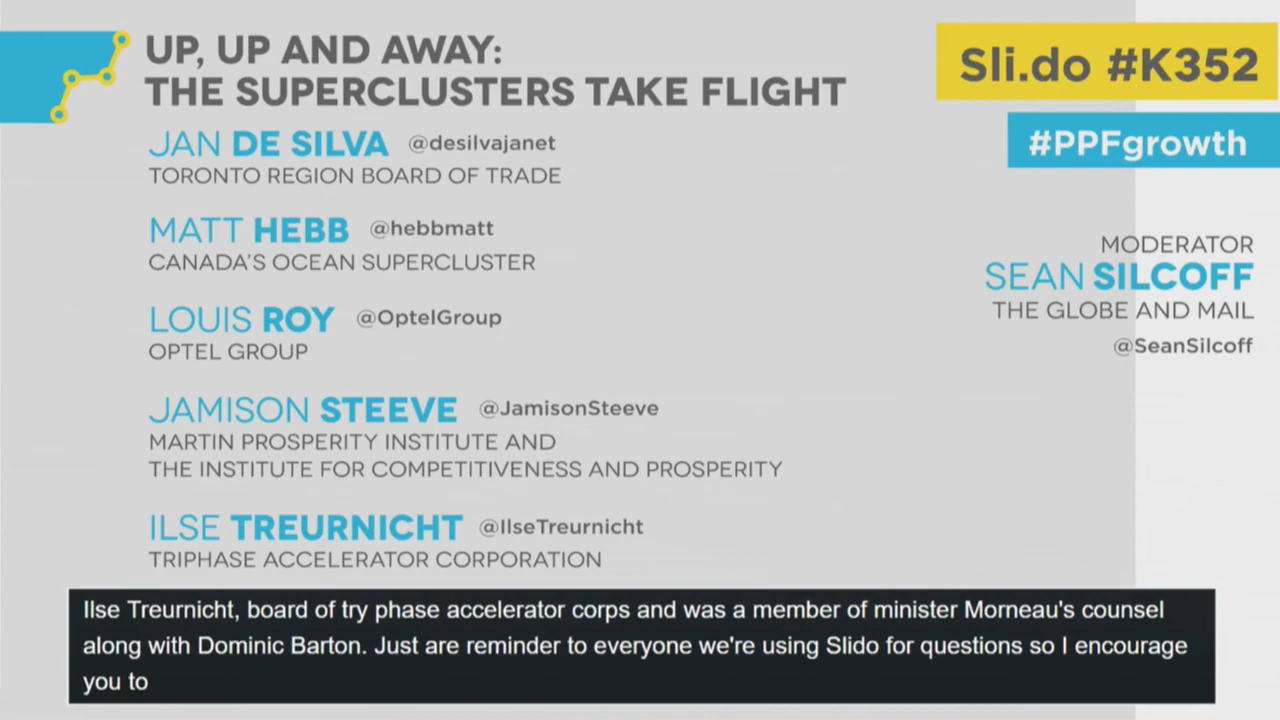 UP, UP AND AWAY:
THE SUPERCLUSTERS TAKE FLIGHT
Sli.do #K352
#PPFgrowth
JAN DE SILVA @desilvajanet
TORONTO REGION BOARD OF TRADE
MATT HEBB @hebbmatt
CANADA'S OCEAN SUPERCLUSTER
LOUIS ROY @OptelGroup
OPTEL GROUP
JAMISON STEEVE @JamisonSteeve
MARTIN PROSPERITY INSTITUTE AND
THE INSTITUTE FOR COMPETITIVENESS AND PROSPERITY
ILSE TREURNICHT @IlseTreurnicht
TRIPHASE ACCELERATOR CORPORATION
MODERATOR
SEAN SILCOFF
THE GLOBE AND MAIL
@SeanSilcoff
Ilse Treurnicht, board of try phase accelerator corps and was a member of minister Morneau's counsel
along with Dominic Barton. Just are reminder to everyone we're using Slido for questions so I encourage
you to